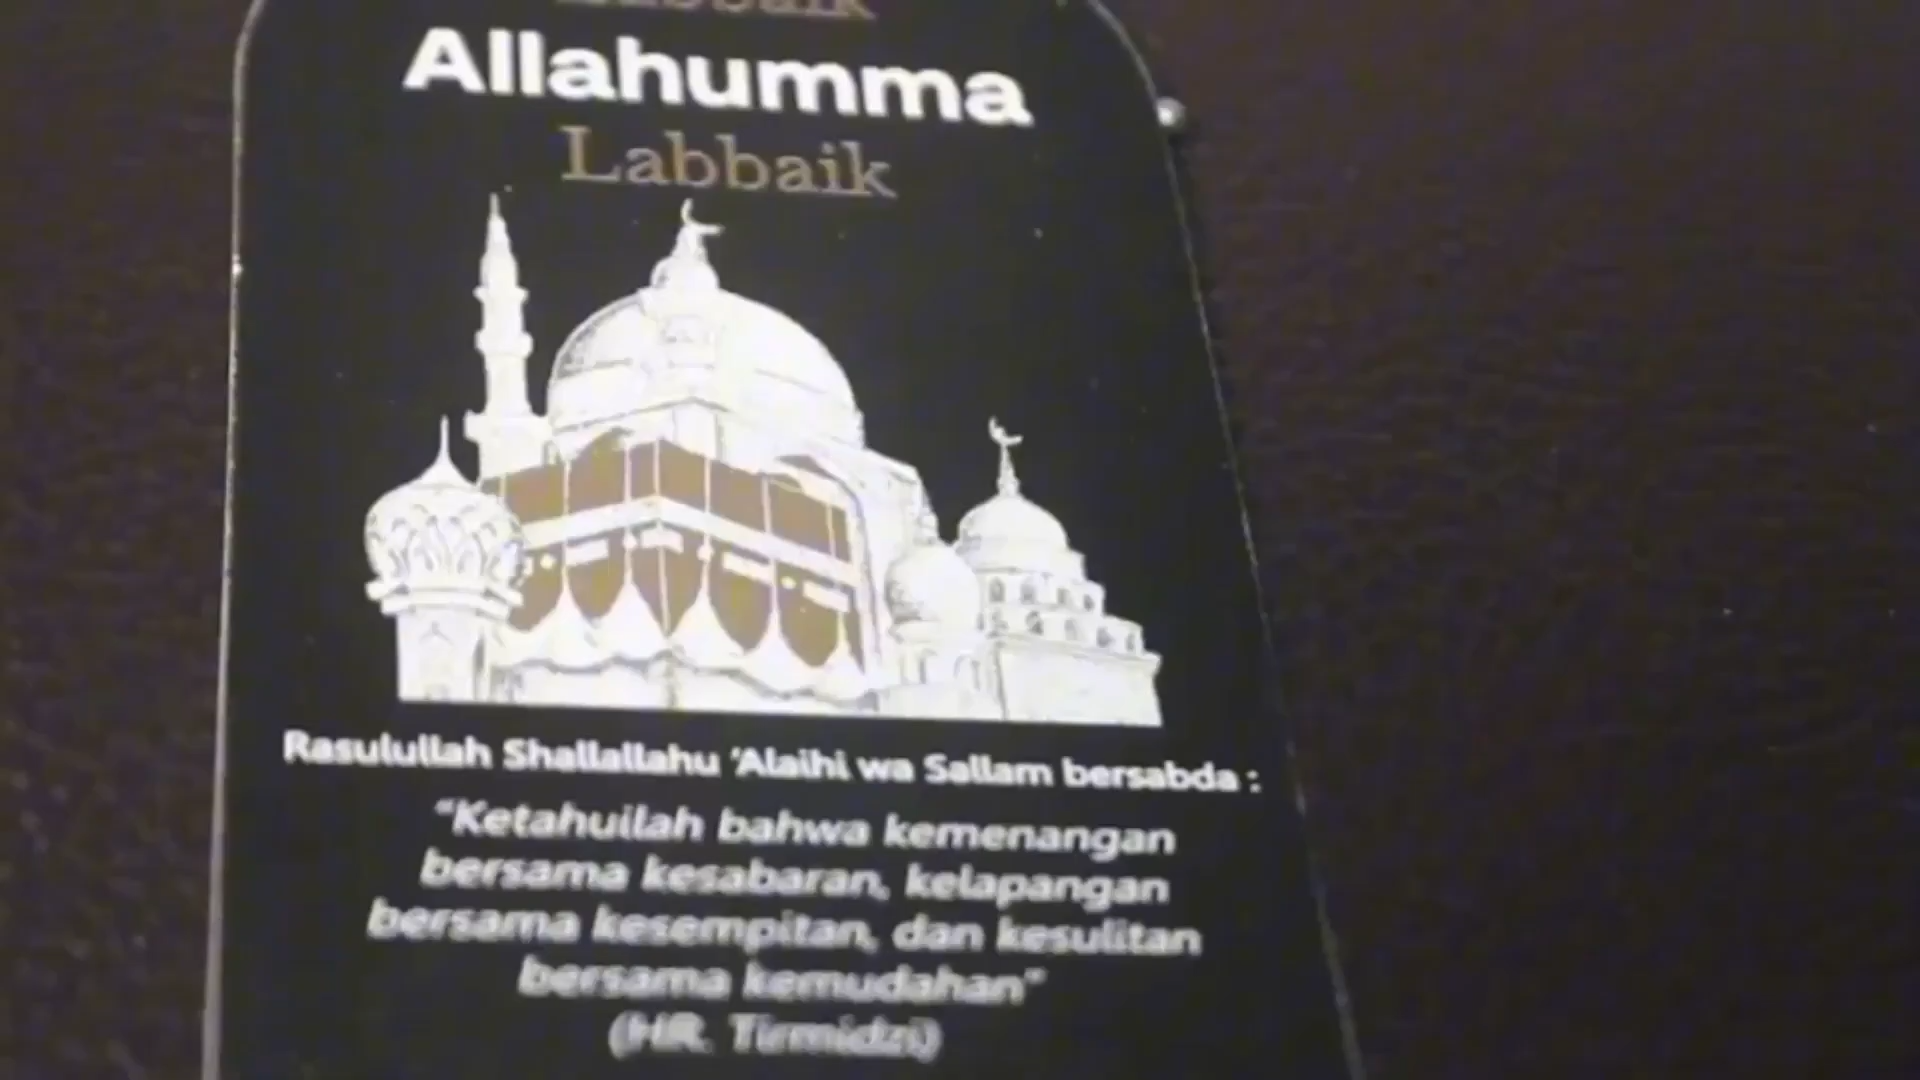 Labbaik
Allahumma
Labbaik
Rasulullah Shallallahu 'Alaihi wa Sallam bersabda :
"Ketahuilah bahwa kemenangan
bersama kesabaran, kelapangan
bersama kesempitan, dan kesulitan
bersama kemudahan"
(HR. Tirmidzi)